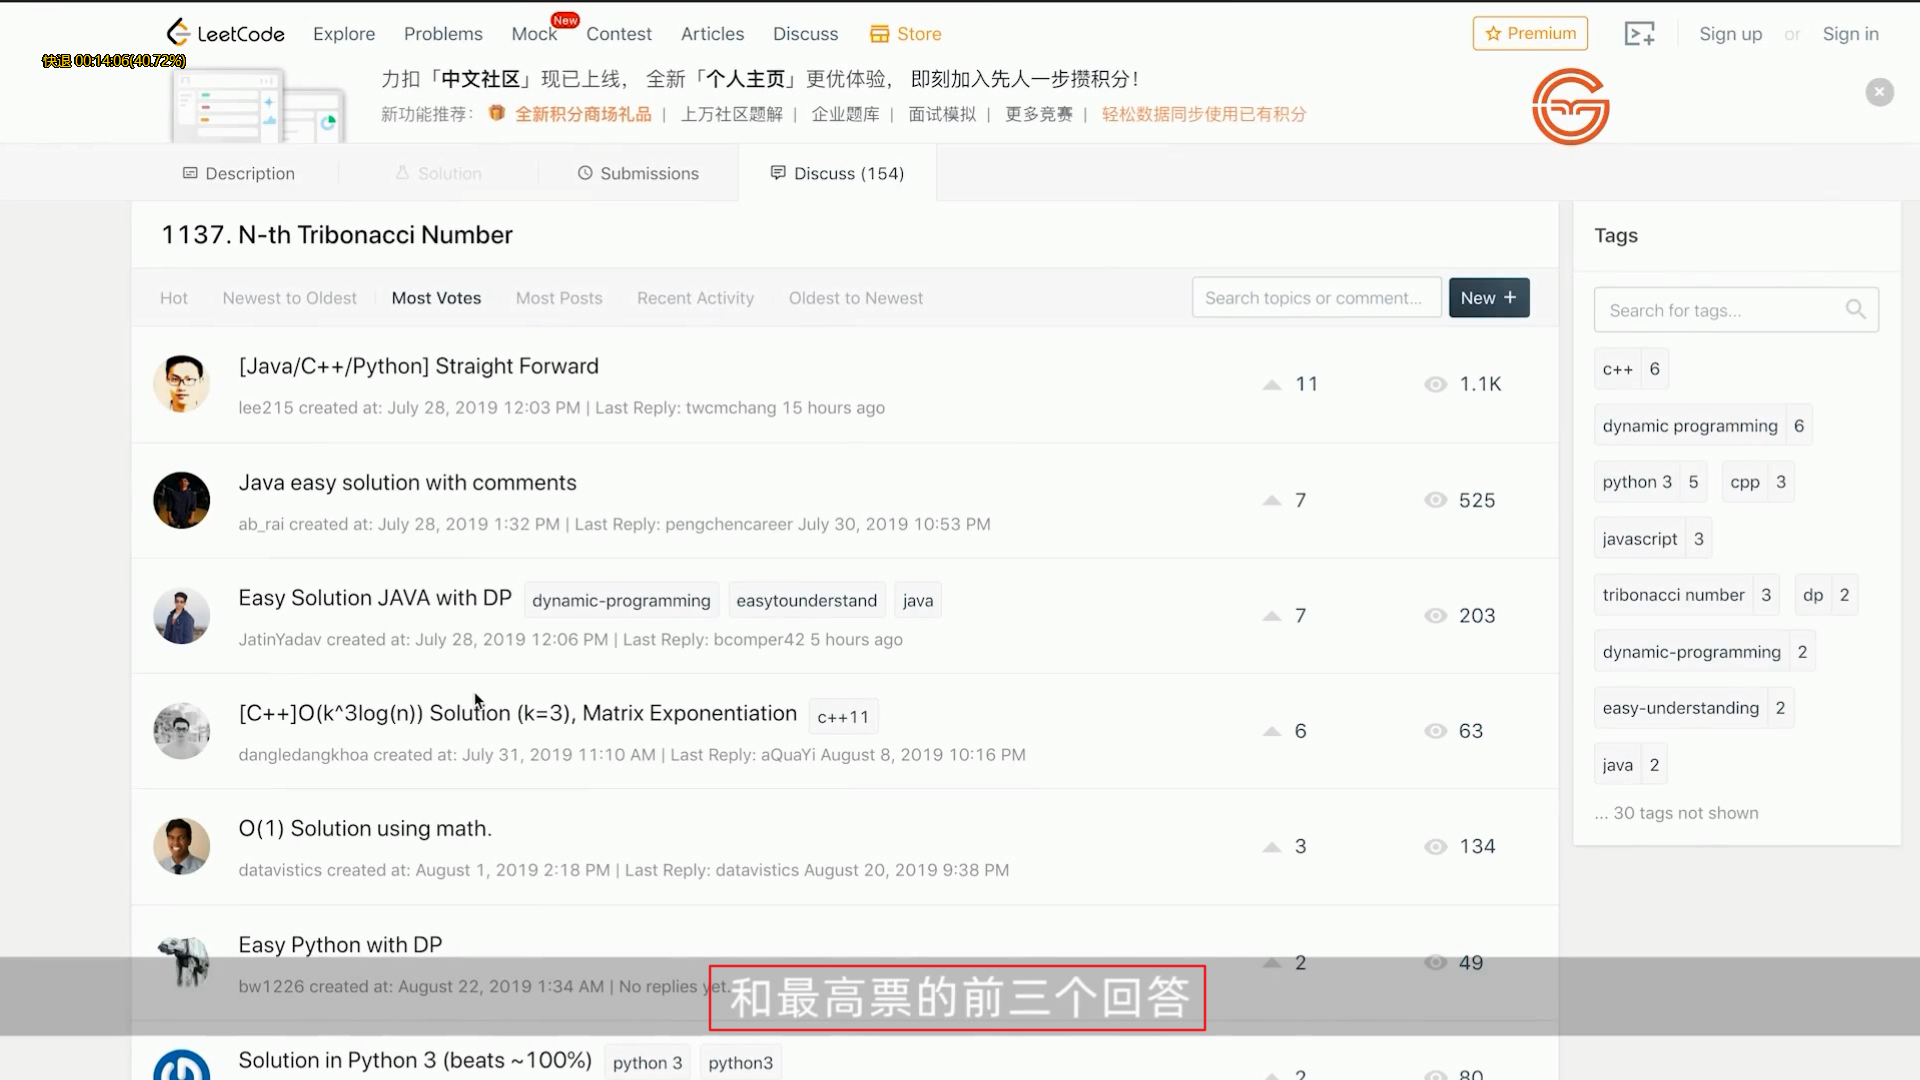 LeetCode Explore Problems Mock New Contest Articles Discuss Store Premium Sign up or Sign in
快退 00:14:06(40.72%)
力扣「中文社区」现已上线， 全新「个人主页」更优体验， 即刻加入先人一步攒积分！
新功能推荐： 全新积分商场礼品 | 上万社区题解 | 企业题库 | 面试模拟 | 更多竞赛 | 轻松数据同步使用已有积分
Description Solution Submissions Discuss (154)
1137. N-th Tribonacci Number
Hot Newest to Oldest Most Votes Most Posts Recent Activity Oldest to Newest Search topics or comment... New +
[Java/C++/Python] Straight Forward 11 1.1K
lee215 created at: July 28, 2019 12:03 PM | Last Reply: twcmchang 15 hours ago
Java easy solution with comments 7 525
ab_rai created at: July 28, 2019 1:32 PM | Last Reply: pengchencareer July 30, 2019 10:53 PM
Easy Solution JAVA with DP dynamic-programming easytounderstand java 7 203
JatinYadav created at: July 28, 2019 12:06 PM | Last Reply: bcomper42 5 hours ago
[C++]O(k^3log(n)) Solution (k=3), Matrix Exponentiation c++11 6 63
dangledangkhoa created at: July 31, 2019 11:10 AM | Last Reply: aQuaYi August 8, 2019 10:16 PM
O(1) Solution using math. 3 134
datavistics created at: August 1, 2019 2:18 PM | Last Reply: datavistics August 20, 2019 9:38 PM
Easy Python with DP 2 49
bw1226 created at: August 22, 2019 1:34 AM | No replies yet.
和最高票的前三个回答
Solution in Python 3 (beats ~100%) python 3 python3 2 80
Tags
Search for tags...
c++ 6
dynamic programming 6
python 3 5 cpp 3
javascript 3
tribonacci number 3 dp 2
dynamic-programming 2
easy-understanding 2
java 2
... 30 tags not shown